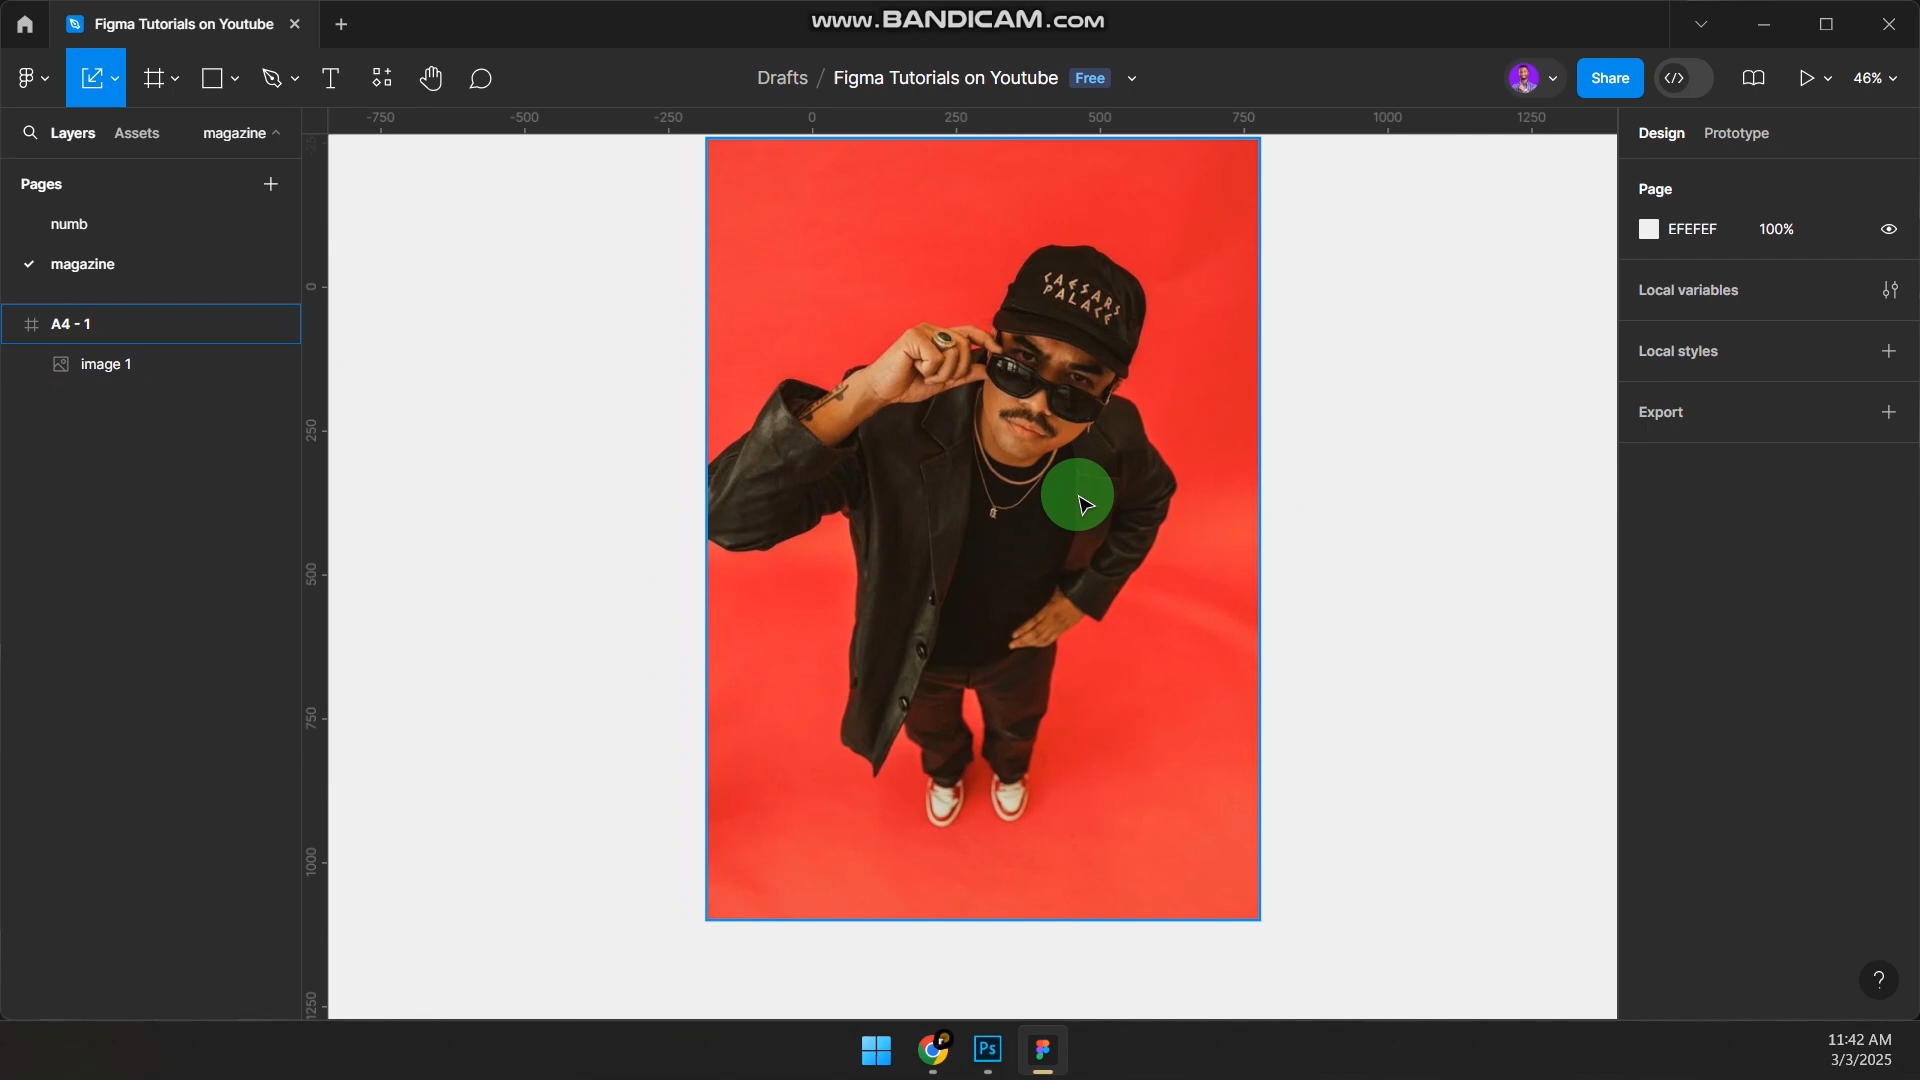 Figma Tutorials on Youtube
www.BANDICAM.com
Drafts / Figma Tutorials on Youtube Free
Share
46%
Layers Assets magazine
-750 -500 -250 0 250 500 750 1000 1250
Design Prototype
Pages
numb
magazine
A4 - 1
image 1
0
250
500
750
1000
1250
CAESARS
PALACE
Page
EFEFEF 100%
Local variables
Local styles
Export
?
Ps
11:42 AM
3/3/2025